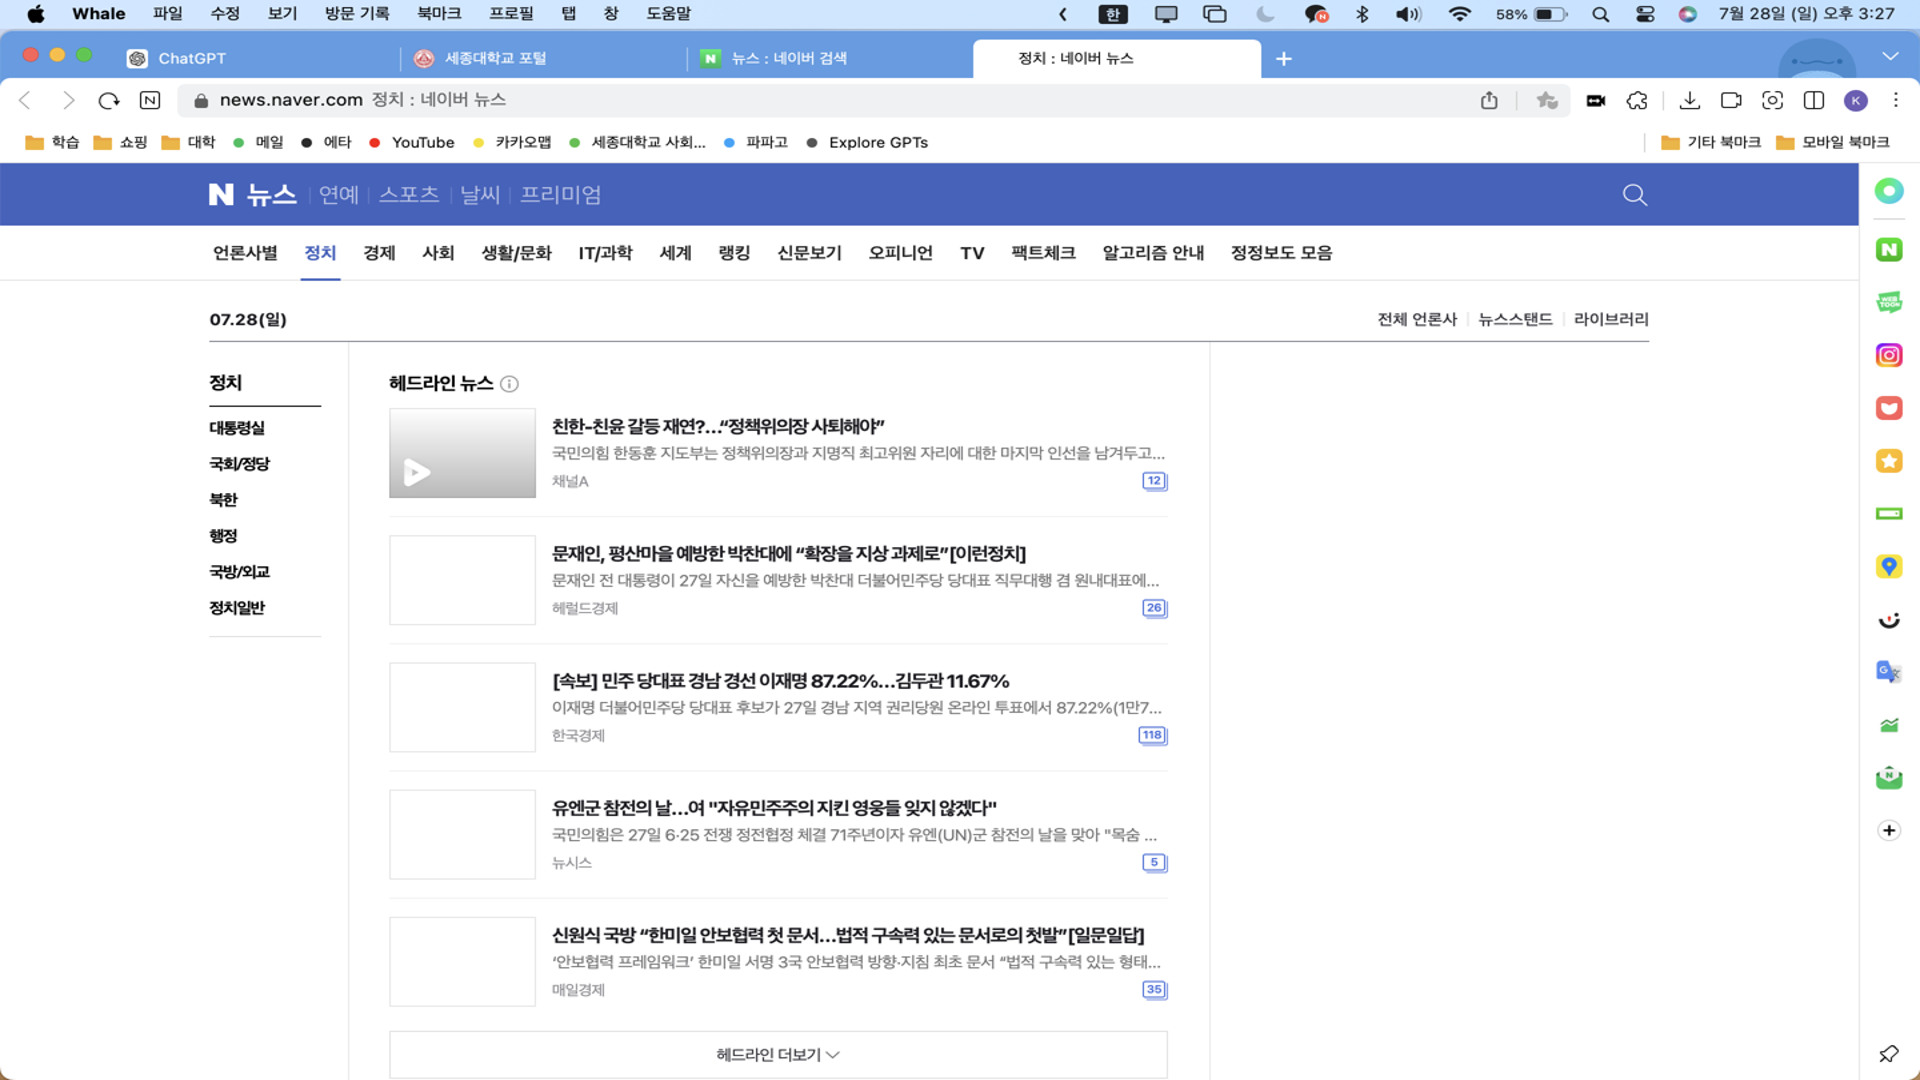 Whale 파일 수정 보기 방문 기록 북마크 프로필 탭 창 도움말 한 N 58% 7월 28일 (일) 오후 3:27
ChatGPT 세종대학교 포털 N 뉴스 : 네이버 검색 정치 : 네이버 뉴스
N news.naver.com 정치 : 네이버 뉴스 K
학습 쇼핑 대학 메일 에타 YouTube 카카오맵 세종대학교 사회... 파파고 Explore GPTs 기타 북마크 모바일 북마크
N 뉴스 연예 스포츠 날씨 프리미엄
언론사별 정치 경제 사회 생활/문화 IT/과학 세계 랭킹 신문보기 오피니언 TV 팩트체크 알고리즘 안내 정정보도 모음
07.28(일) 전체 언론사 뉴스스탠드 라이브러리
정치
대통령실
국회/정당
북한
행정
국방/외교
정치일반
헤드라인 뉴스
친한-친윤 갈등 재연?…“정책위의장 사퇴해야”
국민의힘 한동훈 지도부는 정책위의장과 지명직 최고위원 자리에 대한 마지막 인선을 남겨두고...
채널A 12
문재인, 평산마을 예방한 박찬대에 “확장을 지상 과제로”[이런정치]
문재인 전 대통령이 27일 자신을 예방한 박찬대 더불어민주당 당대표 직무대행 겸 원내대표에...
헤럴드경제 26
[속보] 민주 당대표 경남 경선 이재명 87.22%…김두관 11.67%
이재명 더불어민주당 당대표 후보가 27일 경남 지역 권리당원 온라인 투표에서 87.22%(1만7...
한국경제 118
유엔군 참전의 날…여 "자유민주주의 지킨 영웅들 잊지 않겠다"
국민의힘은 27일 6·25 전쟁 정전협정 체결 71주년이자 유엔(UN)군 참전의 날을 맞아 "목숨 ...
뉴시스 5
신원식 국방 “한미일 안보협력 첫 문서…법적 구속력 있는 문서로의 첫발”[일문일답]
‘안보협력 프레임워크’ 한미일 서명 3국 안보협력 방향·지침 최초 문서 “법적 구속력 있는 형태...
매일경제 35
헤드라인 더보기
N
WEB
TOON
G
N